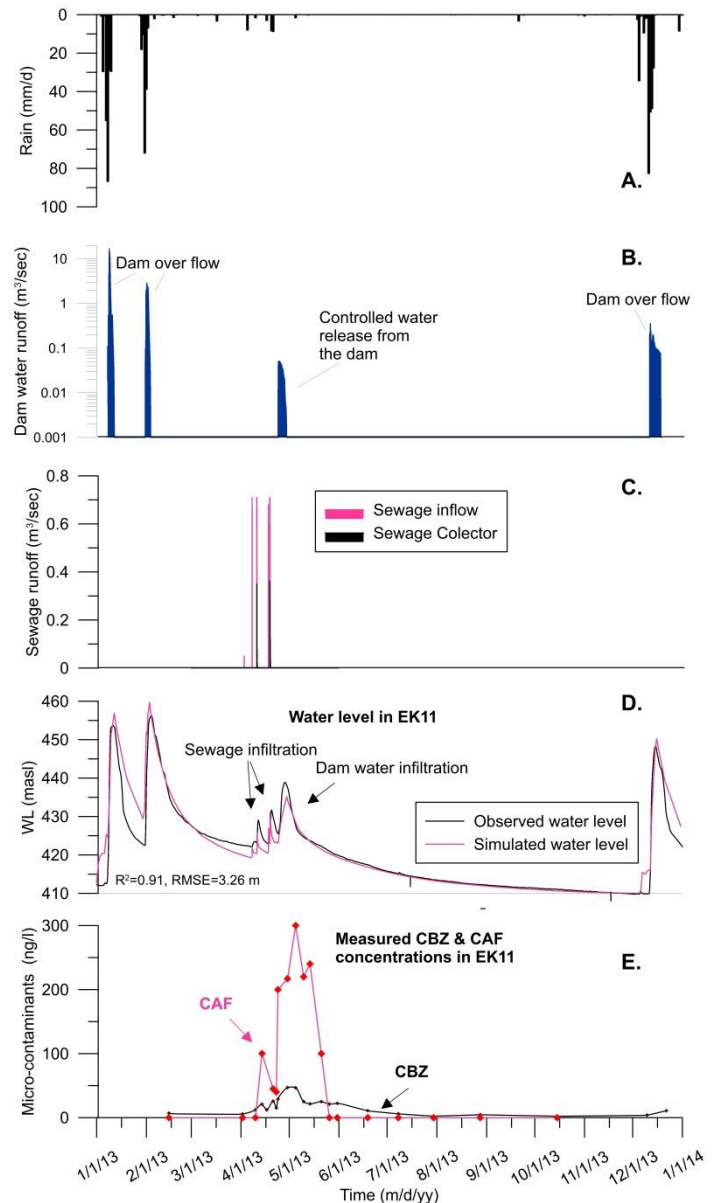 0
20
40
60
80
100
Rain (mm/d)
A.
10
1
0.1
0.01
0.001
Dam water runoff (m³/sec)
Dam over flow
Controlled water
release from
the dam
Dam over flow
B.
0.8
0.6
0.4
0.2
0
Sewage runoff (m³/sec)
C.
Sewage inflow
Sewage Colector
460
450
440
430
420
410
WL (masl)
D.
Water level in EK11
Sewage infiltration
Dam water infiltration
Observed water level
Simulated water level
R²=0.91, RMSE=3.26 m
300
250
200
150
100
50
0
Micro-contaminants (ng/l)
Measured CBZ & CAF
concentrations in EK11
E.
CAF
CBZ
1/1/13 2/1/13 3/1/13 4/1/13 5/1/13 6/1/13 7/1/13 8/1/13 9/1/13 10/1/13 11/1/13 12/1/13 1/1/14
Time (m/d/yy)